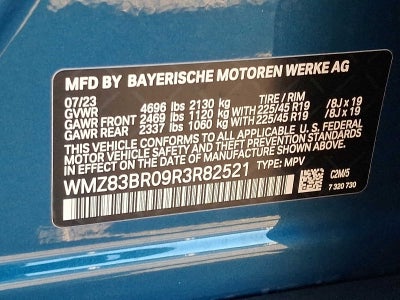 MFD BY BAYERISCHE MOTOREN WERKE AG
07/23 TIRE / RIM
GVWR 4696 lbs 2130 kg
GAWR FRONT 2469 lbs 1120 kg WITH 225/45 R19 /8J x 19
GAWR REAR 2337 lbs 1060 kg WITH 225/45 R19 /8J x 19
THIS VEHICLE CONFORMS TO ALL APPLICABLE U.S. FEDERAL
MOTOR VEHICLE SAFETY AND THEFT PREVENTION STANDARDS
IN EFFECT ON THE DATE OF MANUFACTURE SHOWN ABOVE.
WMZ83BR09R3R82521 TYPE: MPV
C2M/5
7 320 730